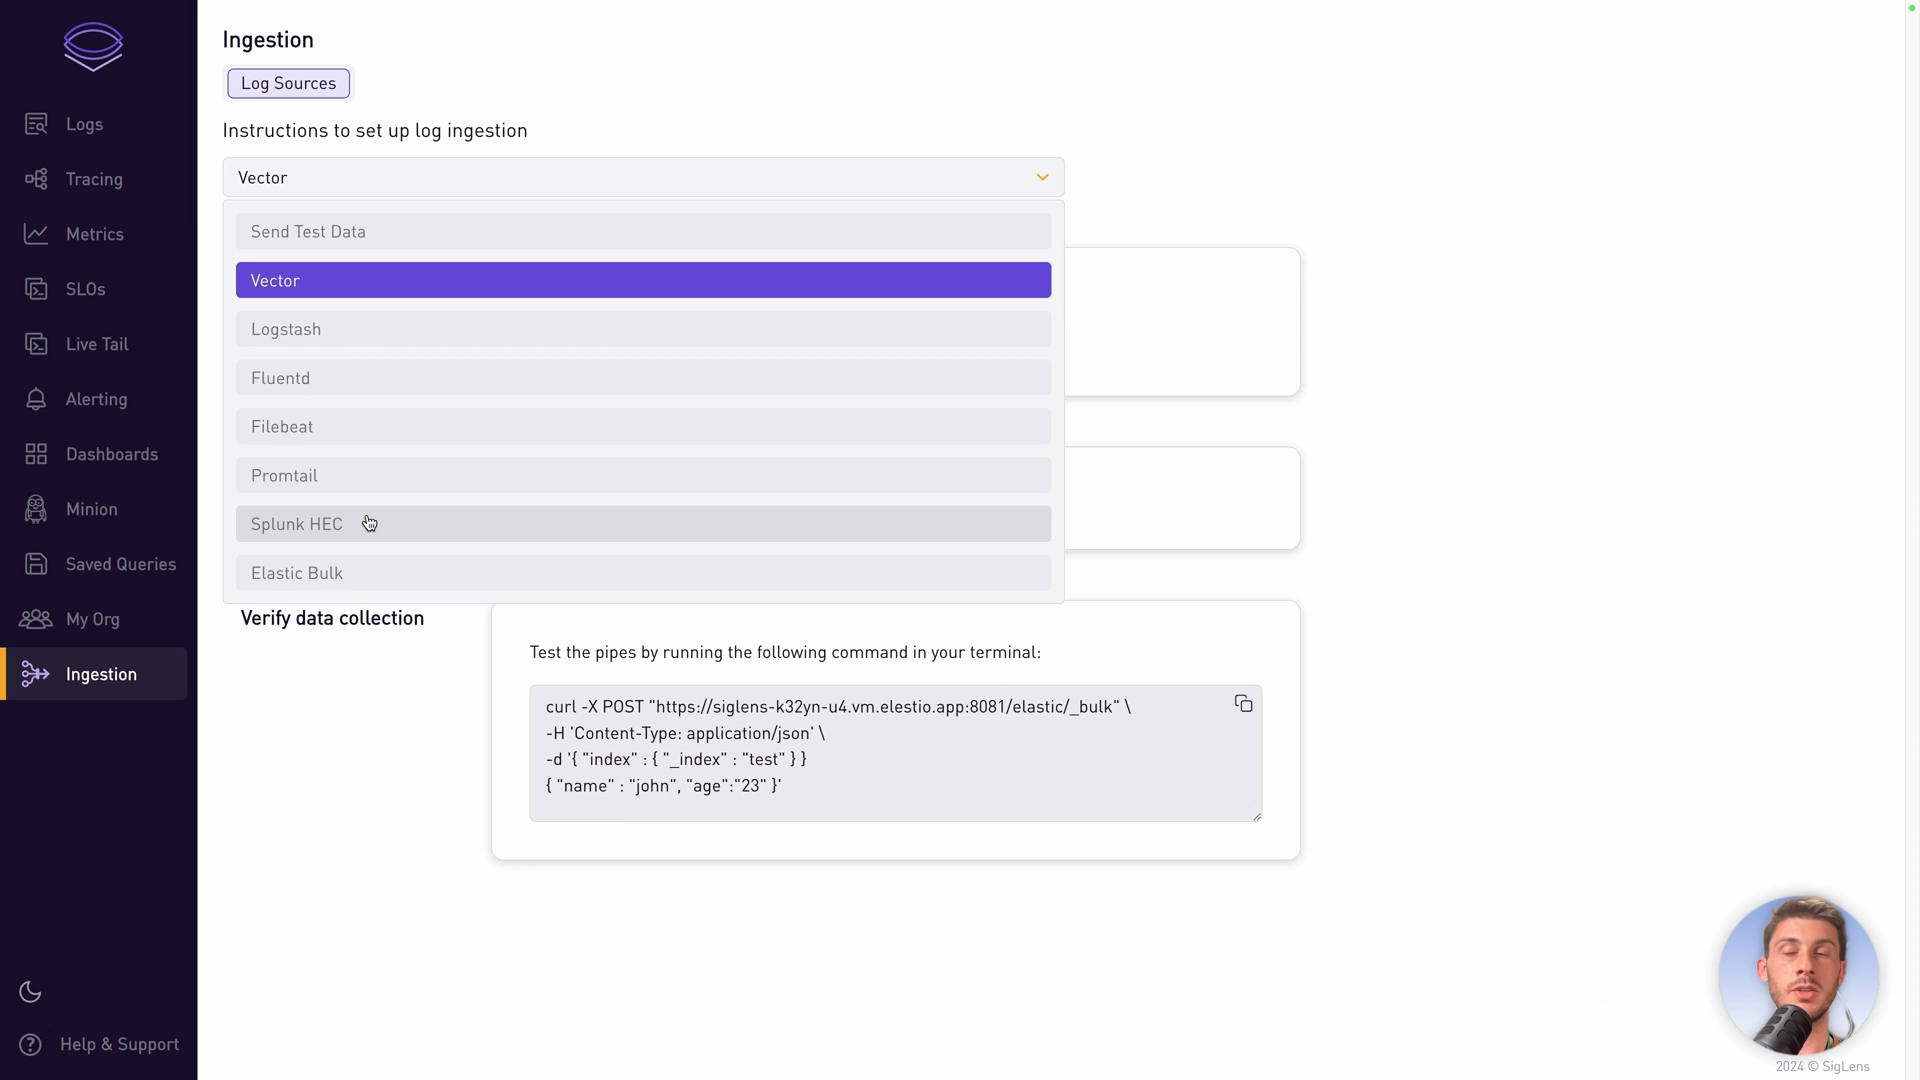 Ingestion
Log Sources
Instructions to set up log ingestion
Vector
Send Test Data
Vector
Logstash
Fluentd
Filebeat
Promtail
Splunk HEC
Elastic Bulk
Logs
Tracing
Metrics
SLOs
Live Tail
Alerting
Dashboards
Minion
Saved Queries
My Org
Ingestion
Help & Support
Verify data collection
Test the pipes by running the following command in your terminal:
curl -X POST "https://siglens-k32yn-u4.vm.elestio.app:8081/elastic/_bulk" \
-H 'Content-Type: application/json' \
-d '{ "index" : { "_index" : "test" } }
{ "name" : "john", "age":"23" }'
2024 © SigLens